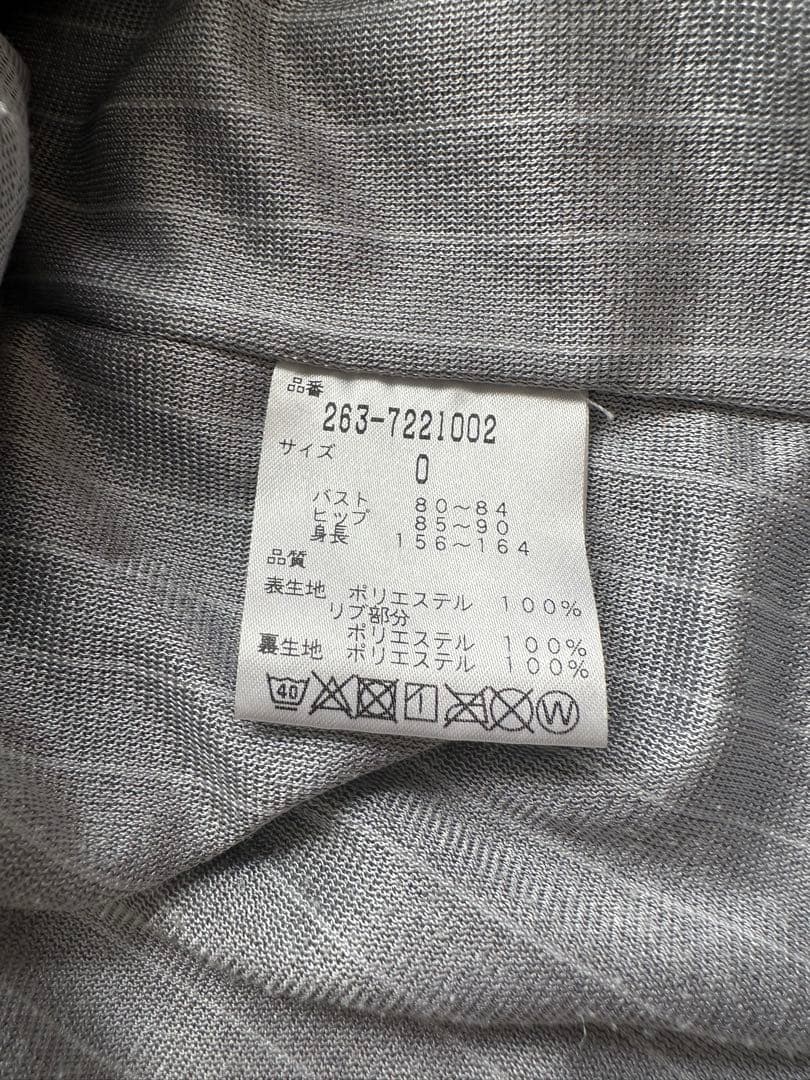 品番
263-7221002
サイズ
0
バスト 80～84
ヒップ 85～90
身長 156～164
品質
表生地 ポリエステル 100%
リブ部分
ポリエステル 100%
裏生地 ポリエステル 100%
40
W